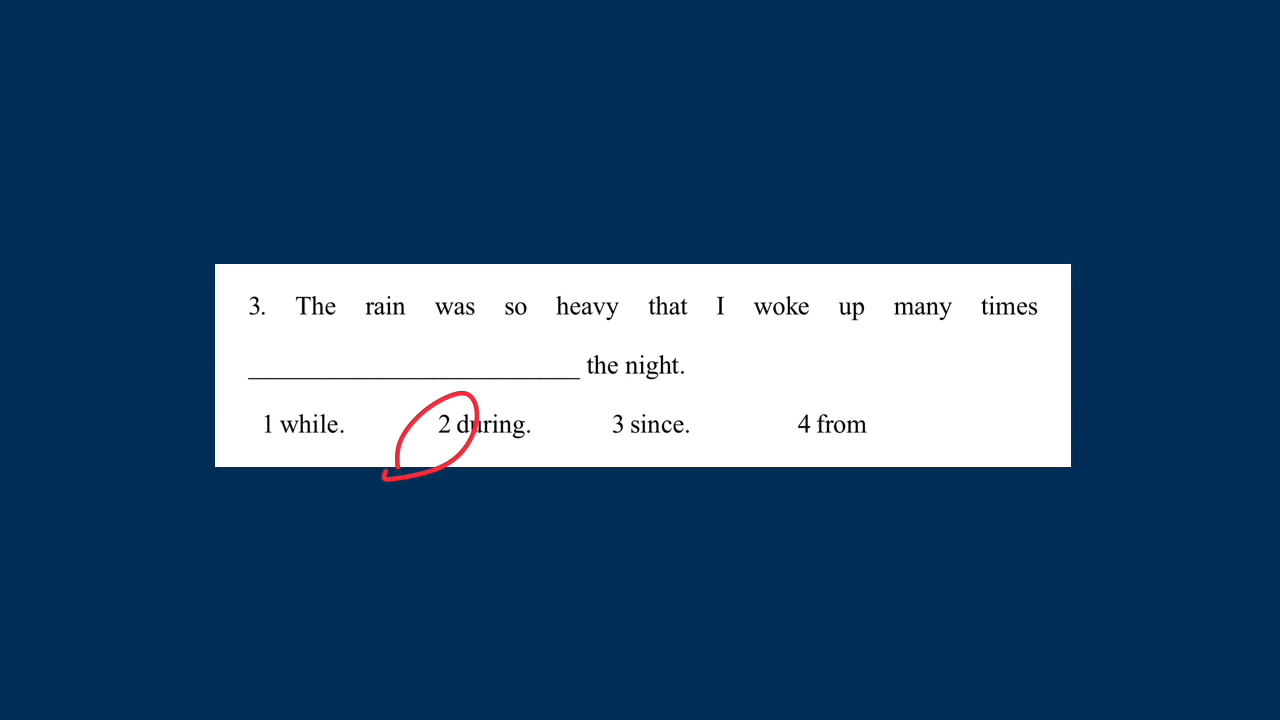 3. The rain was so heavy that I woke up many times
__________________________ the night.
1 while. 2 during. 3 since. 4 from